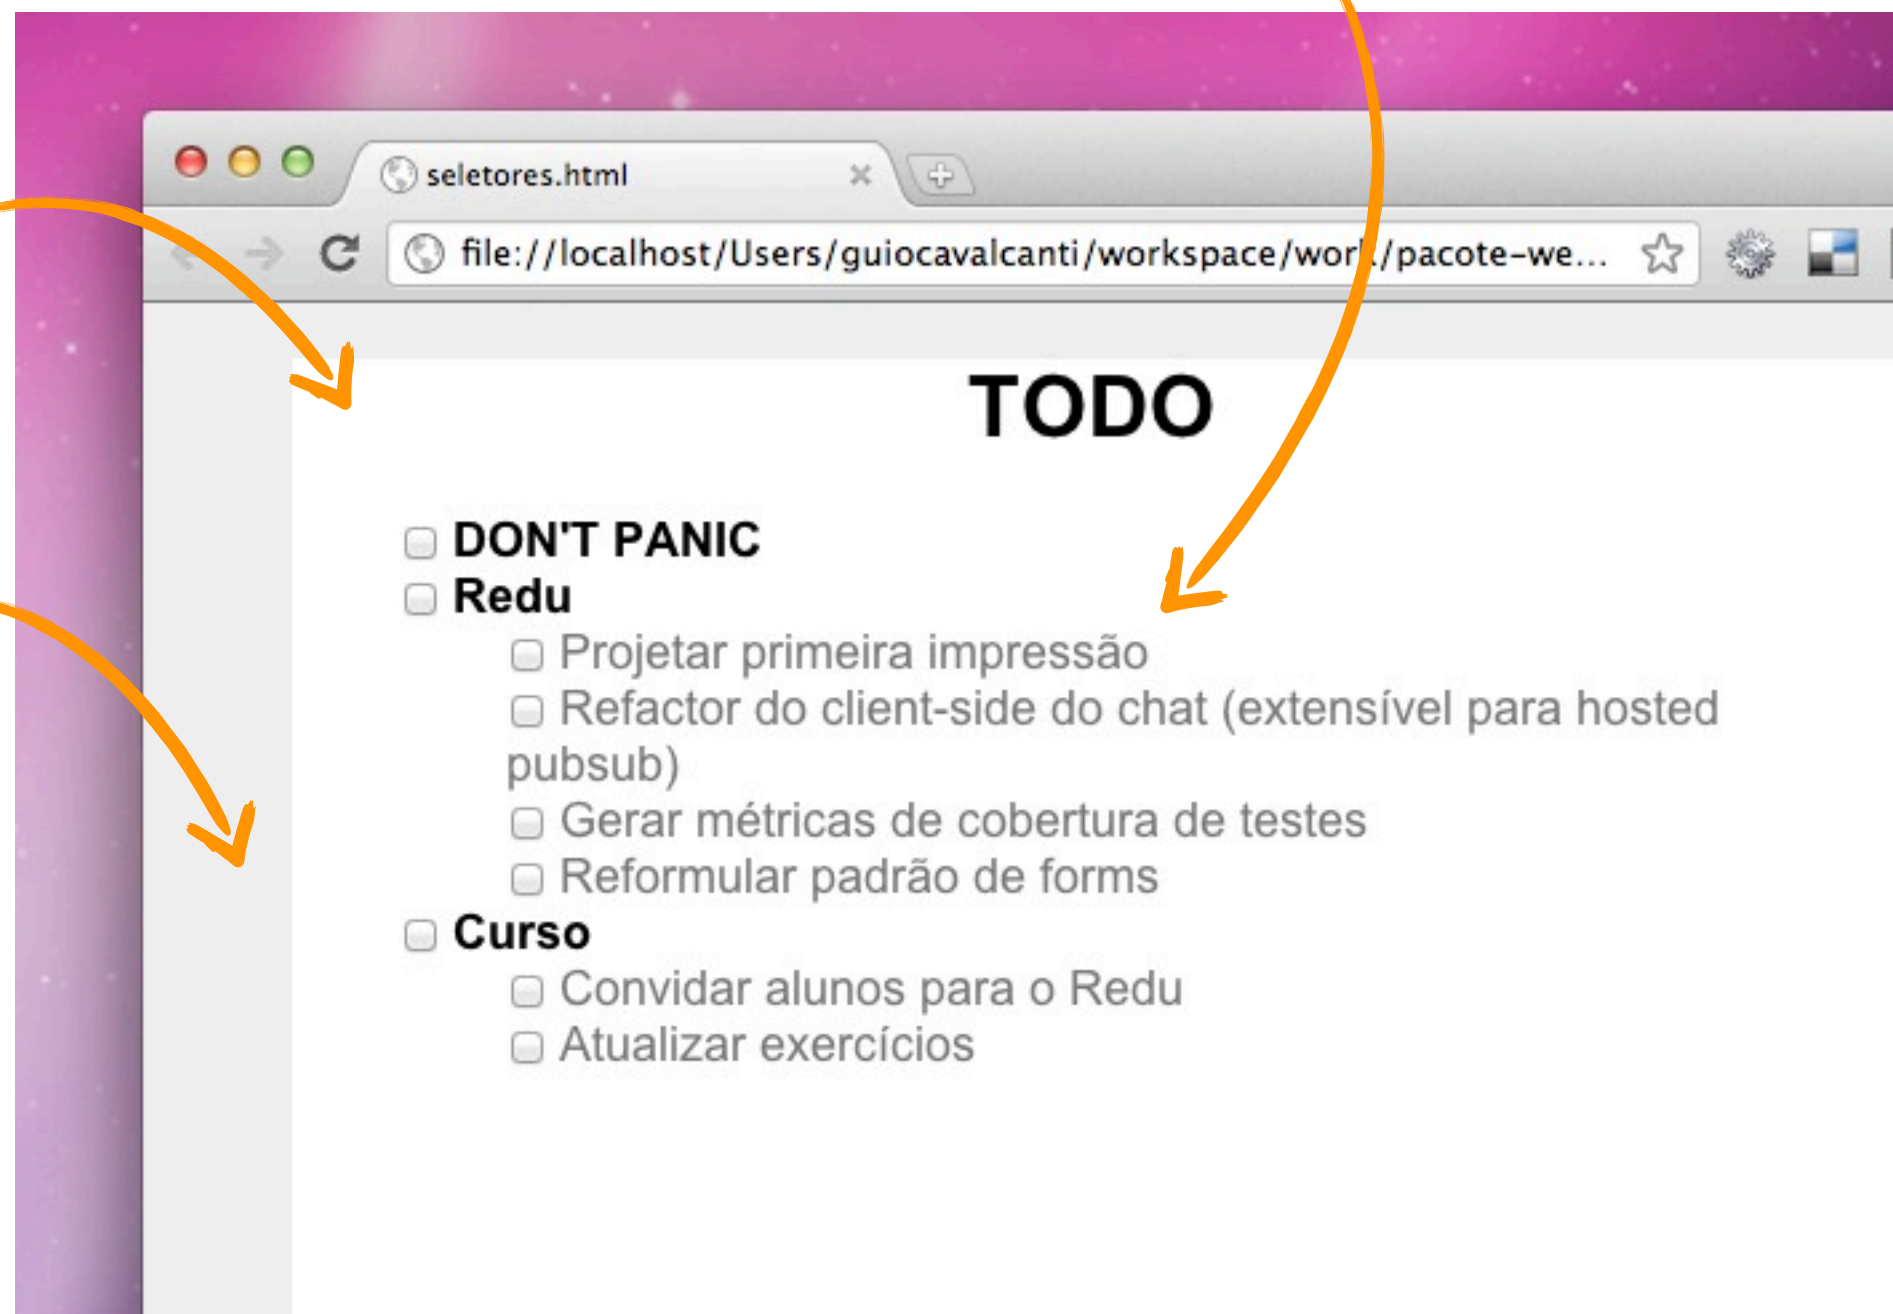 seletores.html
file://localhost/Users/guiocavalcanti/workspace/work/pacote-we...
TODO
DON'T PANIC
Redu
Projetar primeira impressão
Refactor do client-side do chat (extensível para hosted
pubsub)
Gerar métricas de cobertura de testes
Reformular padrão de forms
Curso
Convidar alunos para o Redu
Atualizar exercícios